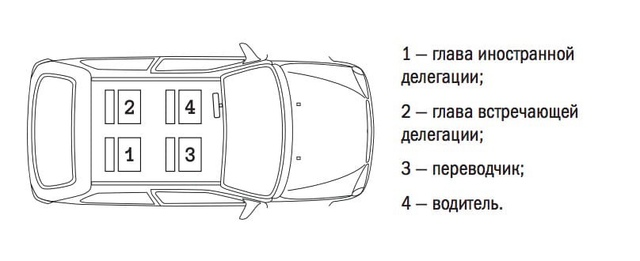 2 4
1 3
1 — глава иностранной
делегации;
2 — глава встречающей
делегации;
3 — переводчик;
4 — водитель.